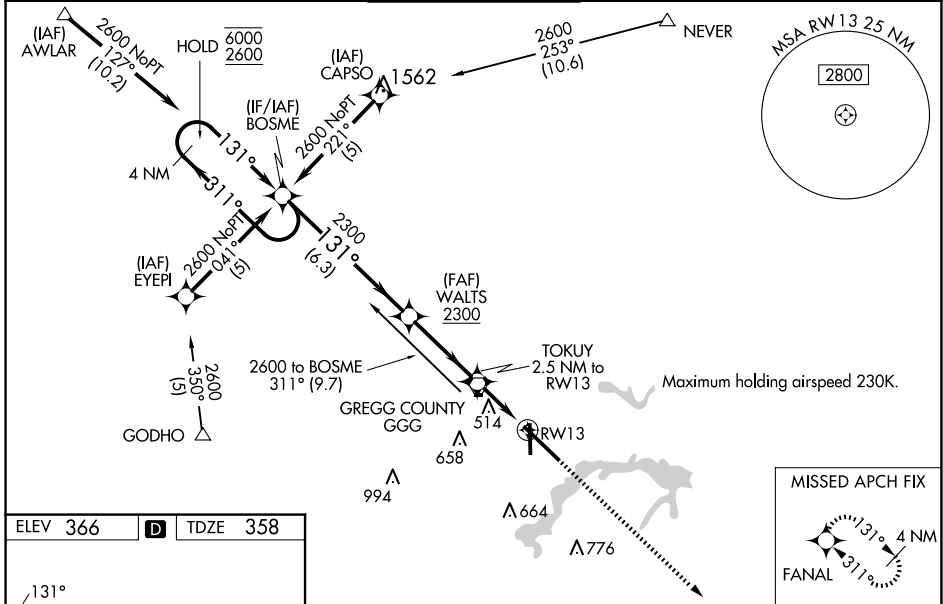 (IAF)
AWLAR
2600 NoPT
127°
(10.2)
HOLD
6000
2600
(IAF)
CAPSO
1562
2600
253°
(10.6)
NEVER
MSA RW13 25 NM
2800
(IF/IAF)
BOSME
2600 NoPT
221°
(5)
131°
4 NM
311°
2600 NoPT
041°
(5)
(IAF)
EYEPI
2300
131°
(6.3)
(FAF)
WALTS
2300
2600
350°
(5)
GODHO
2600 to BOSME
311° (9.7)
TOKUY
2.5 NM to
RW13
Maximum holding airspeed 230K.
GREGG COUNTY
GGG
514
RW13
658
994
664
776
MISSED APCH FIX
131°
4 NM
311°
FANAL
ELEV 366
D
TDZE 358
131°